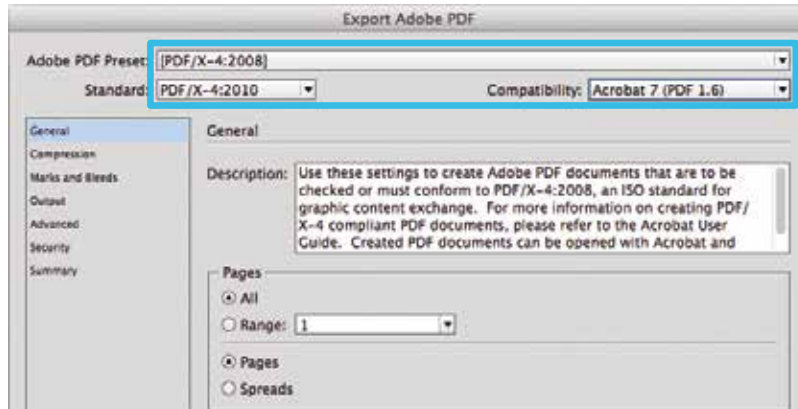 Export Adobe PDF
Adobe PDF Preset: [PDF/X-4:2008]
Standard: PDF/X-4:2010 Compatibility: Acrobat 7 (PDF 1.6)
General
Compression
Marks and Bleeds
Output
Advanced
Security
Summary
General
Description: Use these settings to create Adobe PDF documents that are to be
checked or must conform to PDF/X-4:2008, an ISO standard for
graphic content exchange. For more information on creating PDF/
X-4 compliant PDF documents, please refer to the Acrobat User
Guide. Created PDF documents can be opened with Acrobat and
Pages
All
Range: 1
Pages
Spreads